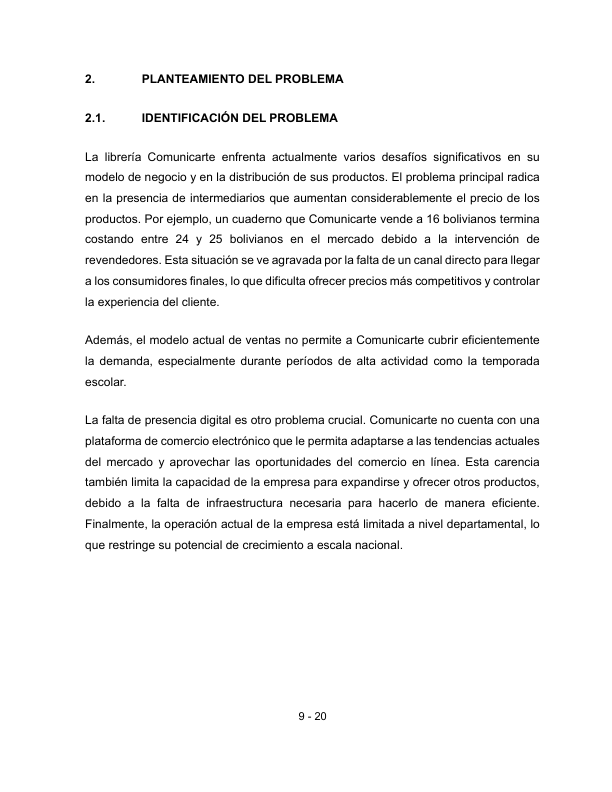 2. PLANTEAMIENTO DEL PROBLEMA
2.1. IDENTIFICACIÓN DEL PROBLEMA
La librería Comunicarte enfrenta actualmente varios desafíos significativos en su
modelo de negocio y en la distribución de sus productos. El problema principal radica
en la presencia de intermediarios que aumentan considerablemente el precio de los
productos. Por ejemplo, un cuaderno que Comunicarte vende a 16 bolivianos termina
costando entre 24 y 25 bolivianos en el mercado debido a la intervención de
revendedores. Esta situación se ve agravada por la falta de un canal directo para llegar
a los consumidores finales, lo que dificulta ofrecer precios más competitivos y controlar
la experiencia del cliente.
Además, el modelo actual de ventas no permite a Comunicarte cubrir eficientemente
la demanda, especialmente durante períodos de alta actividad como la temporada
escolar.
La falta de presencia digital es otro problema crucial. Comunicarte no cuenta con una
plataforma de comercio electrónico que le permita adaptarse a las tendencias actuales
del mercado y aprovechar las oportunidades del comercio en línea. Esta carencia
también limita la capacidad de la empresa para expandirse y ofrecer otros productos,
debido a la falta de infraestructura necesaria para hacerlo de manera eficiente.
Finalmente, la operación actual de la empresa está limitada a nivel departamental, lo
que restringe su potencial de crecimiento a escala nacional.
9 - 20